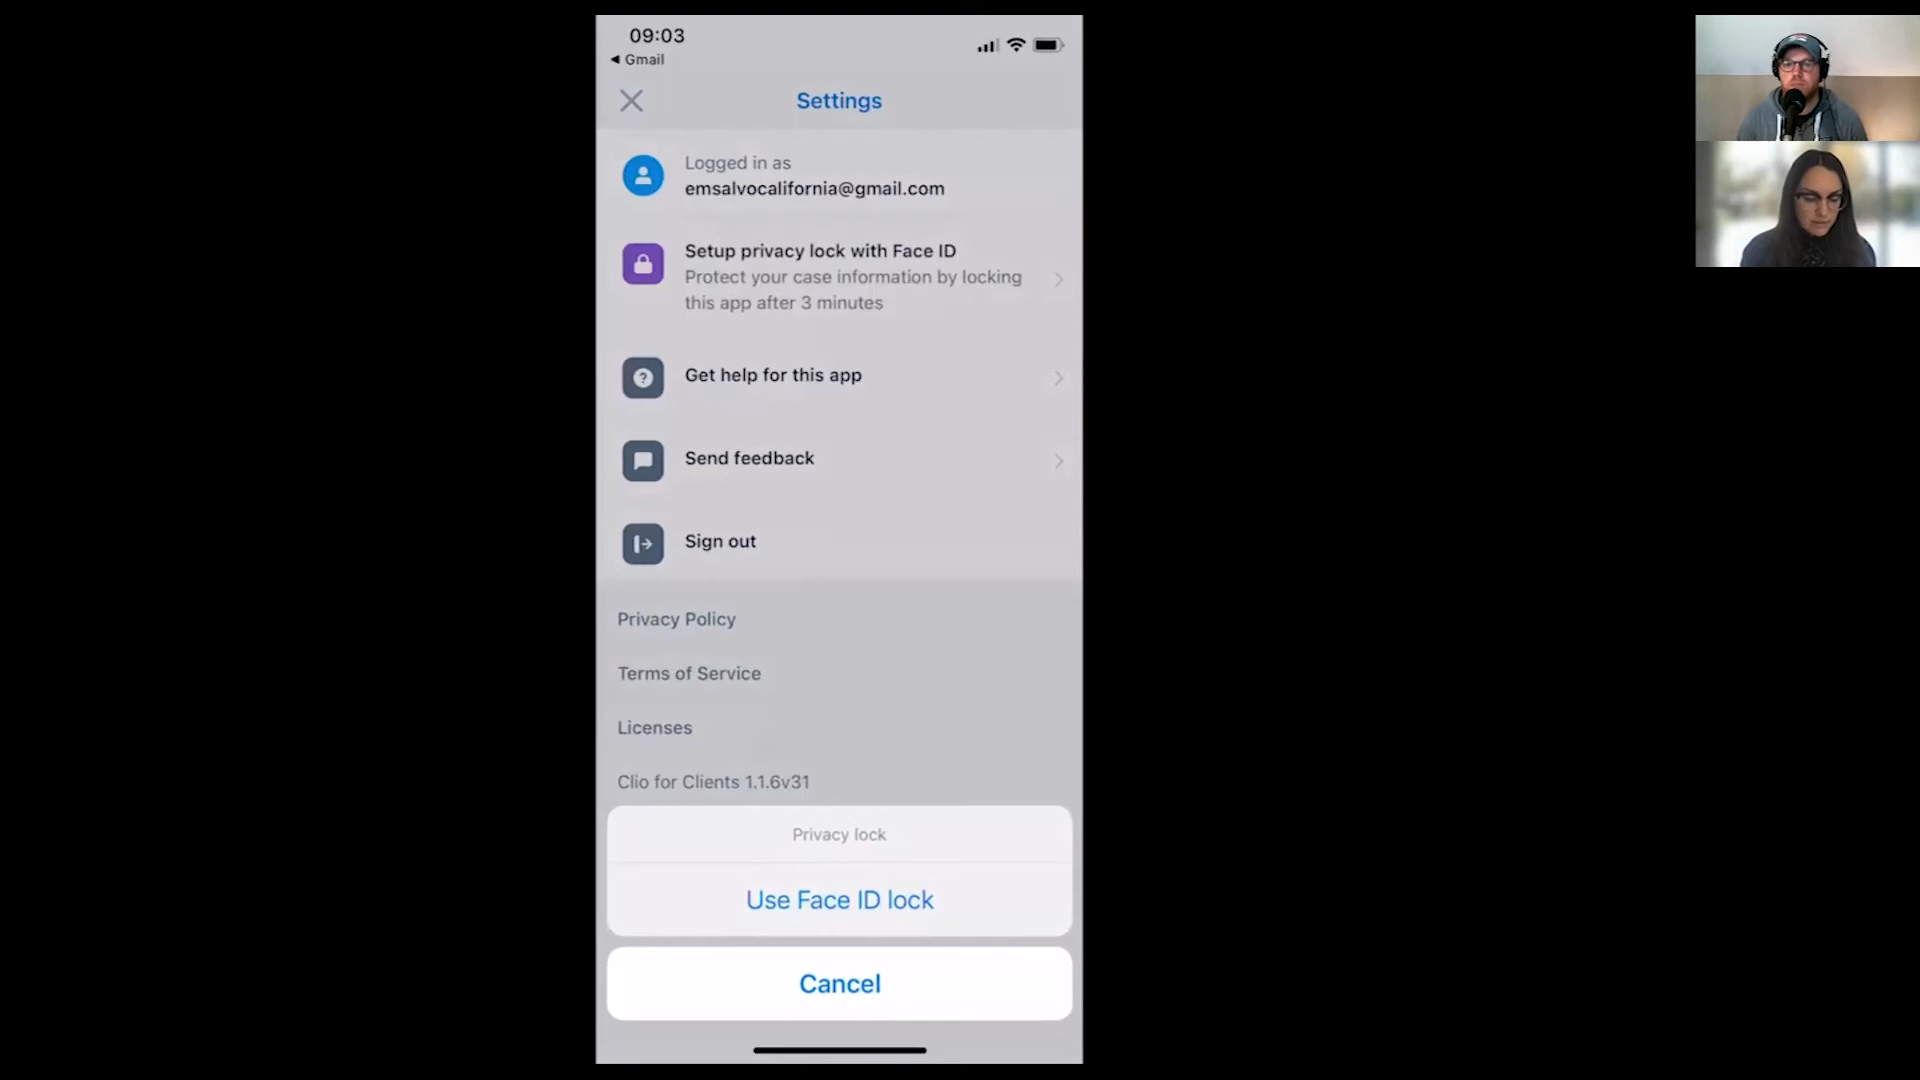 09:03
◀ Gmail
Settings
Logged in as
emsalvocalifornia@gmail.com
Setup privacy lock with Face ID
Protect your case information by locking
this app after 3 minutes
Get help for this app
Send feedback
Sign out
Privacy Policy
Terms of Service
Licenses
Clio for Clients 1.1.6v31
Privacy lock
Use Face ID lock
Cancel